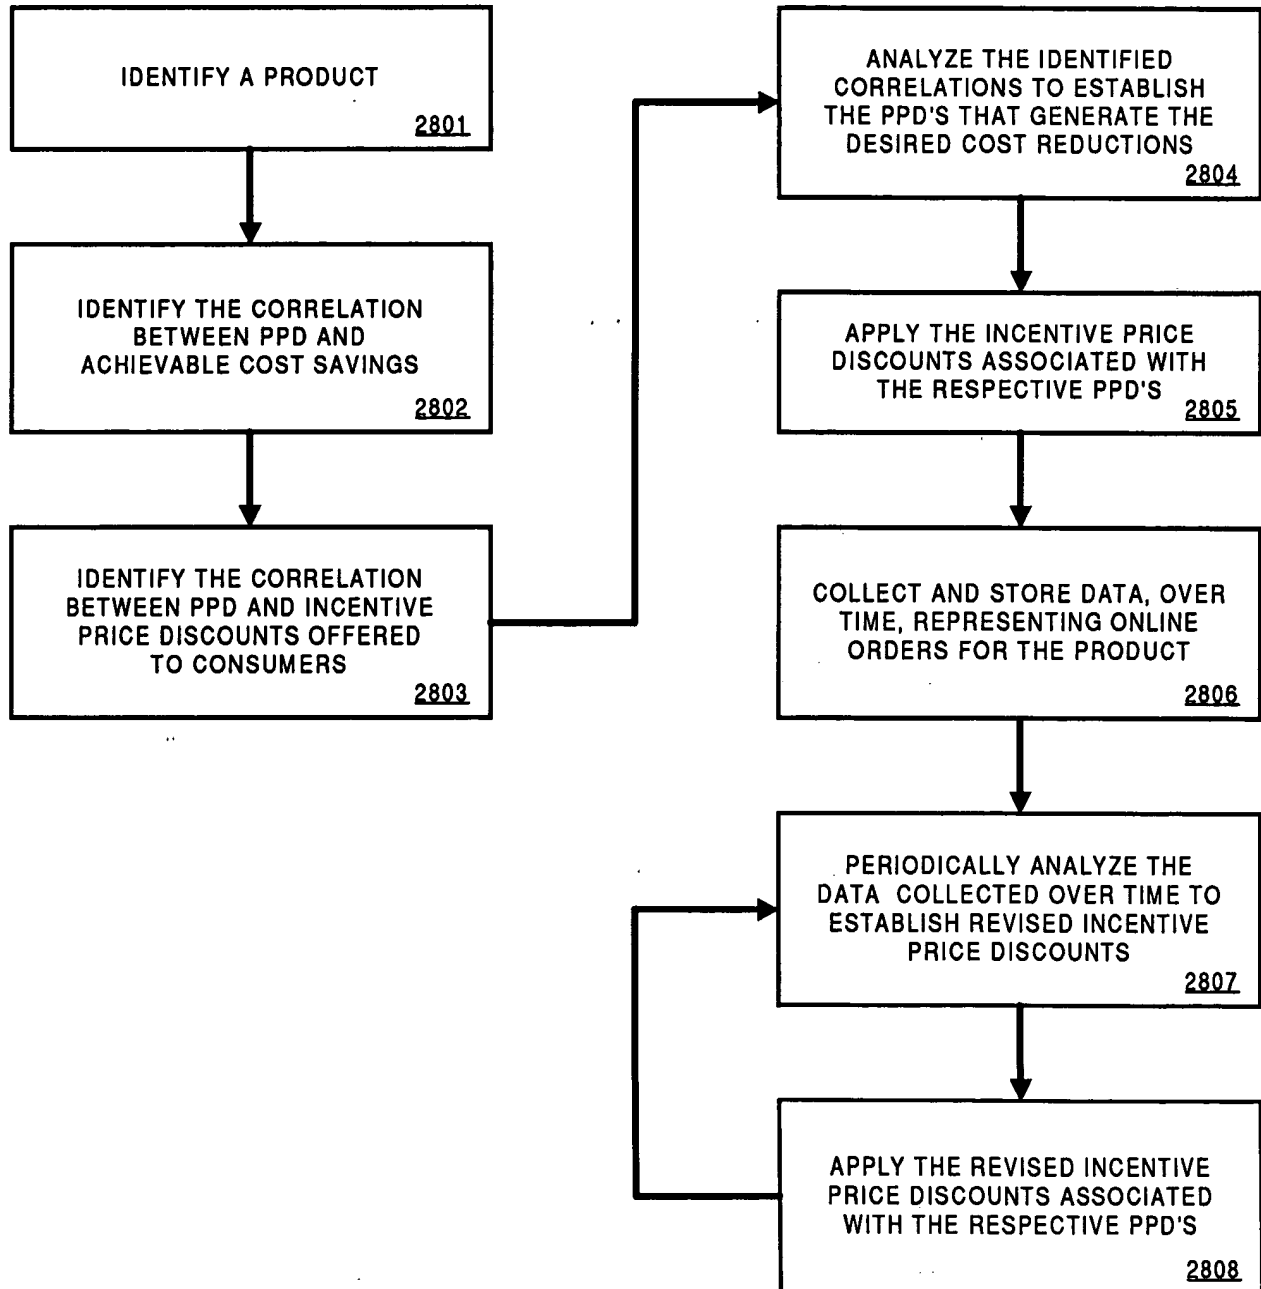 IDENTIFY A PRODUCT
2801
IDENTIFY THE CORRELATION
BETWEEN PPD AND
ACHIEVABLE COST SAVINGS
2802
IDENTIFY THE CORRELATION
BETWEEN PPD AND INCENTIVE
PRICE DISCOUNTS OFFERED
TO CONSUMERS
2803
ANALYZE THE IDENTIFIED
CORRELATIONS TO ESTABLISH
THE PPD'S THAT GENERATE THE
DESIRED COST REDUCTIONS
2804
APPLY THE INCENTIVE PRICE
DISCOUNTS ASSOCIATED WITH
THE RESPECTIVE PPD'S
2805
COLLECT AND STORE DATA, OVER
TIME, REPRESENTING ONLINE
ORDERS FOR THE PRODUCT
2806
PERIODICALLY ANALYZE THE
DATA COLLECTED OVER TIME TO
ESTABLISH REVISED INCENTIVE
PRICE DISCOUNTS
2807
APPLY THE REVISED INCENTIVE
PRICE DISCOUNTS ASSOCIATED
WITH THE RESPECTIVE PPD'S
2808